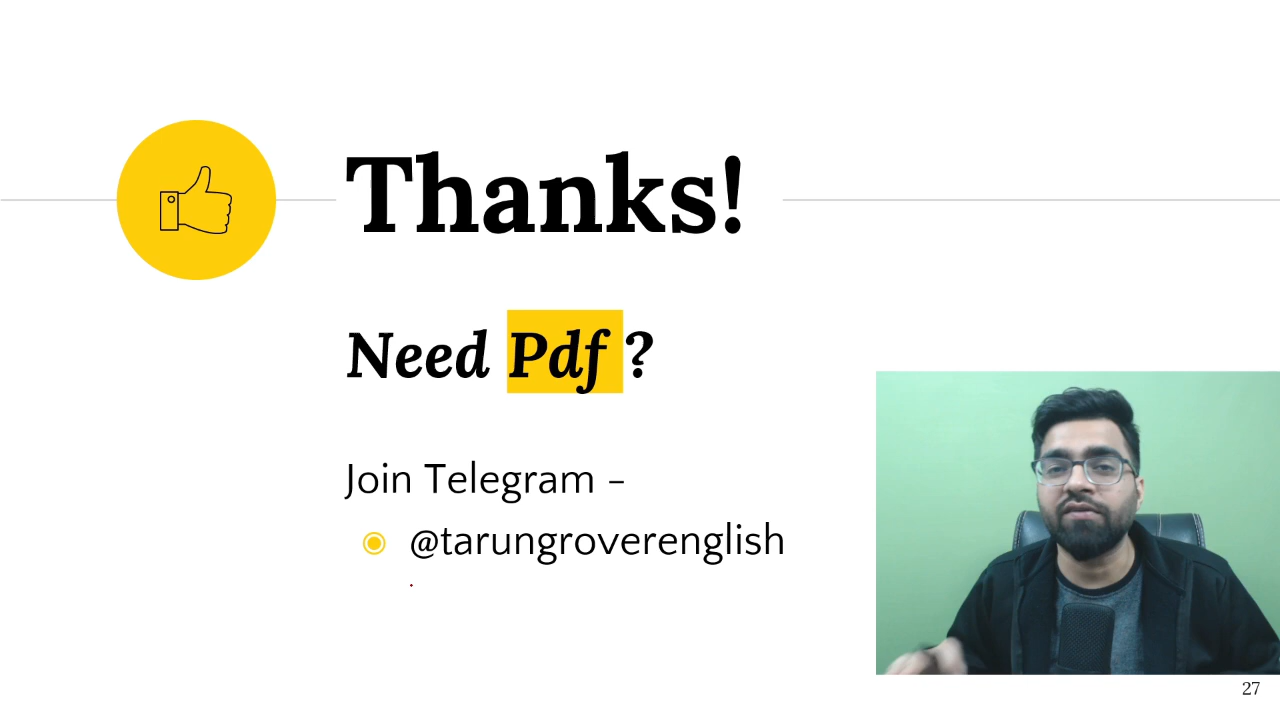 Thanks!
Need Pdf ?
Join Telegram –
@tarungroverenglish
27